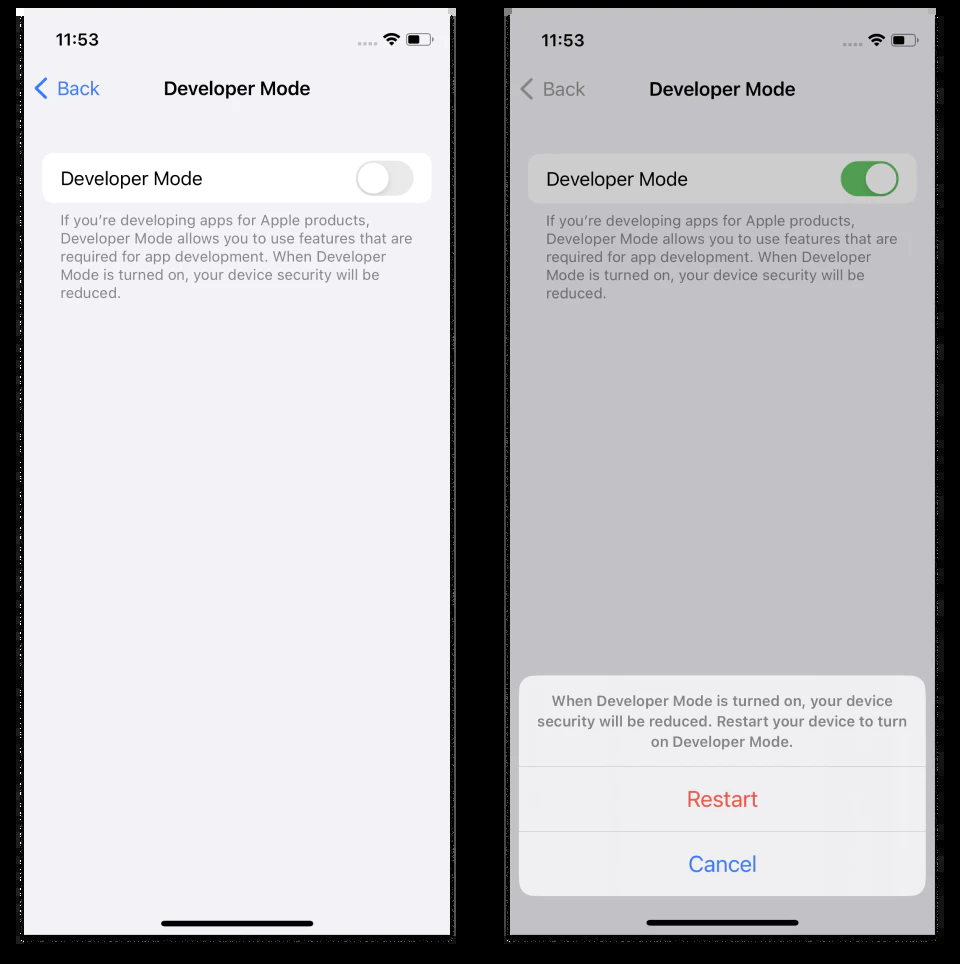 11:53
Back
Developer Mode
Developer Mode
If you’re developing apps for Apple products,
Developer Mode allows you to use features that are
required for app development. When Developer
Mode is turned on, your device security will be
reduced.
11:53
Back
Developer Mode
Developer Mode
If you’re developing apps for Apple products,
Developer Mode allows you to use features that are
required for app development. When Developer
Mode is turned on, your device security will be
reduced.
When Developer Mode is turned on, your device
security will be reduced. Restart your device to turn
on Developer Mode.
Restart
Cancel